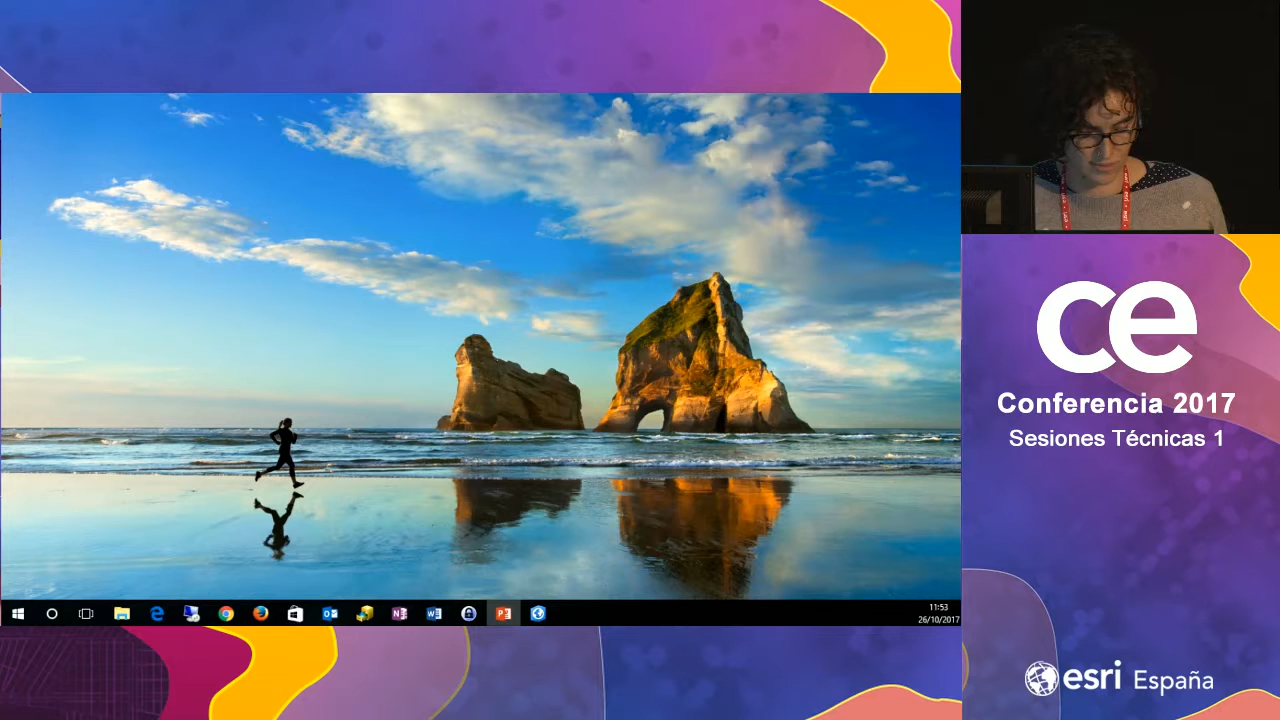 11:53
26/10/2017
ce
Conferencia 2017
Sesiones Técnicas 1
esri España